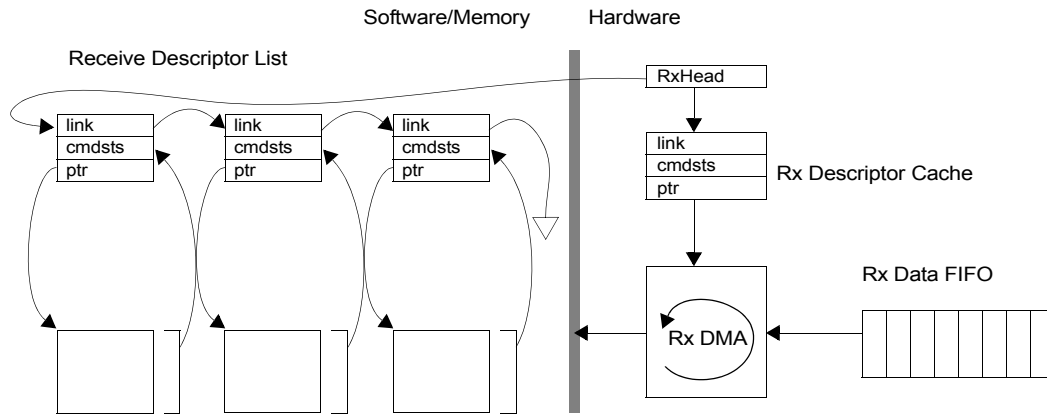 Software/Memory
Hardware
Receive Descriptor List
RxHead
link
cmdsts
ptr
link
cmdsts
ptr
link
cmdsts
ptr
link
cmdsts
ptr
Rx Descriptor Cache
Rx Data FIFO
Rx DMA